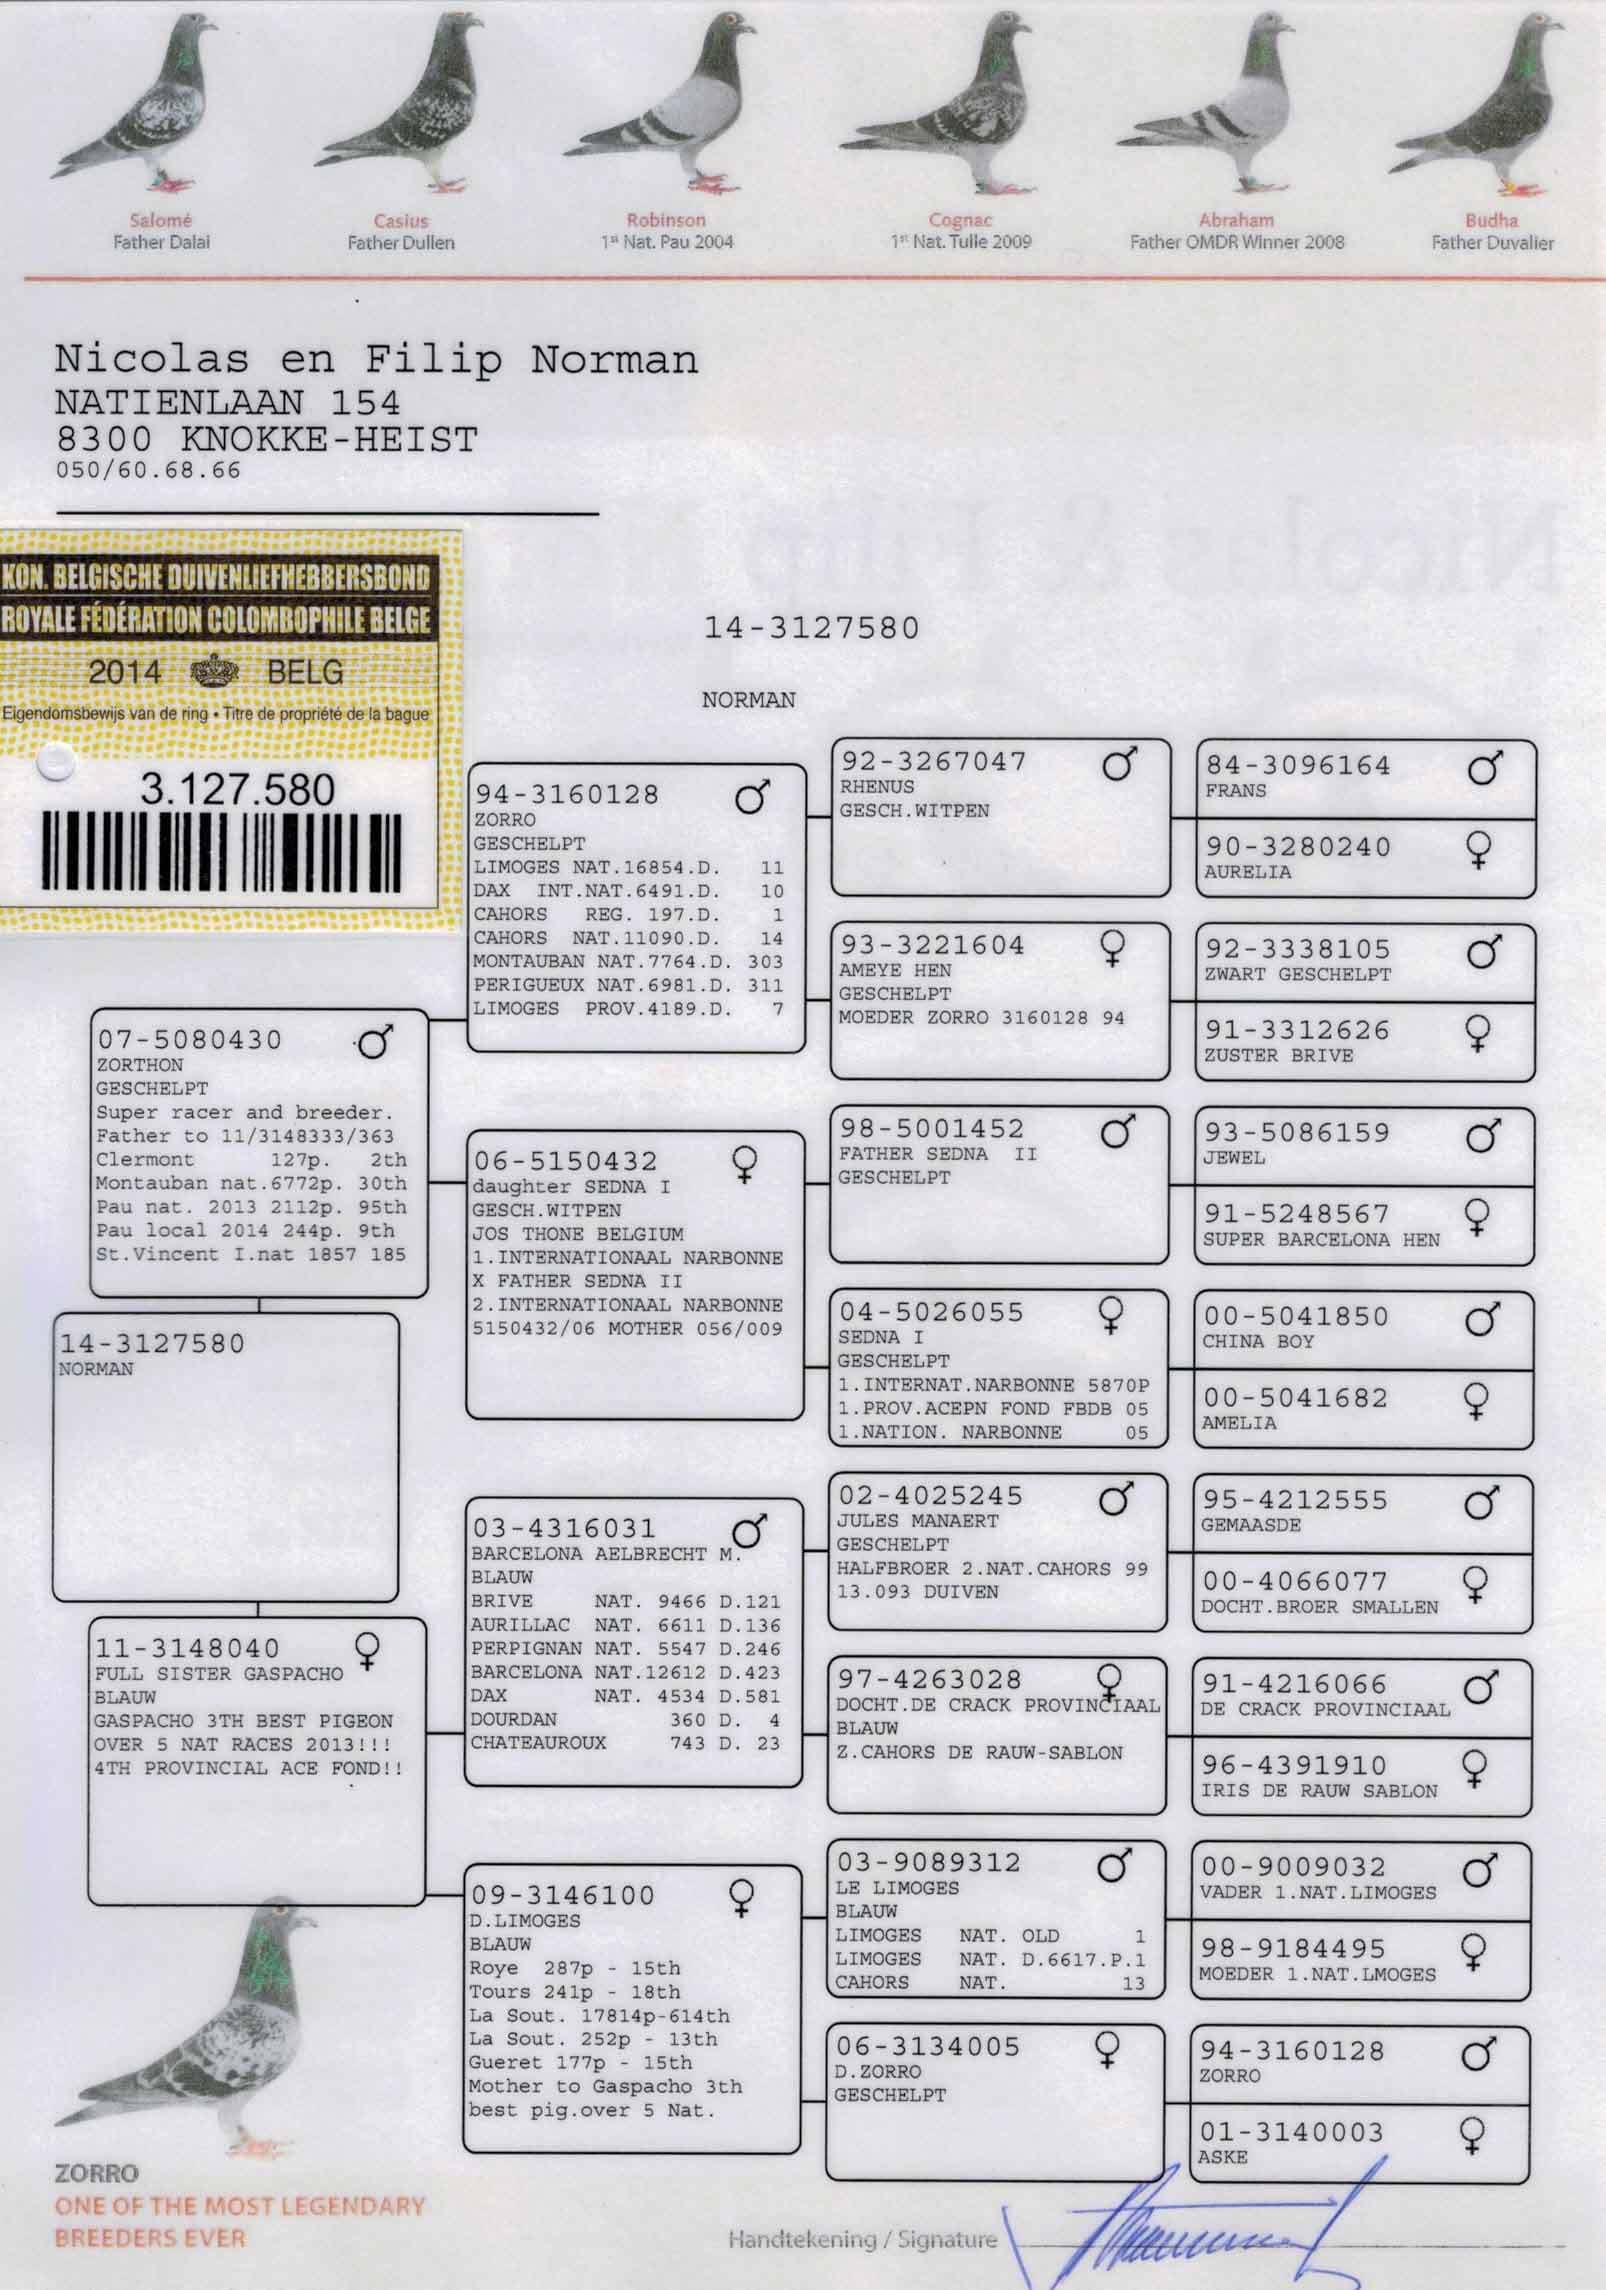 Salomé
Father Dalai
Casius
Father Dullen
Robinson
1st Nat. Pau 2004
Cognac
1st Nat. Tulle 2009
Abraham
Father OMDR Winner 2008
Budha
Father Duvalier
Nicolas en Filip Norman
NATIENLAAN 154
8300 KNOKKE-HEIST
050/60.68.66
KON. BELGISCHE DUIVENLIEFHEBBERSBOND
ROYALE FÉDÉRATION COLOMBOPHILE BELGE
2014 BELG
Eigendomsbewijs van de ring • Titre de propriété de la bague
3.127.580
14-3127580
NORMAN
07-5080430 ♂
ZORTHON
GESCHELPT
Super racer and breeder.
Father to 11/3148333/363
Clermont 127p. 2th
Montauban nat.6772p. 30th
Pau nat. 2013 2112p. 95th
Pau local 2014 244p. 9th
St.Vincent I.nat 1857 185
14-3127580
NORMAN
11-3148040 ♀
FULL SISTER GASPACHO
BLAUW
GASPACHO 3TH BEST PIGEON
OVER 5 NAT RACES 2013!!!
4TH PROVINCIAL ACE FOND!!
94-3160128 ♂
ZORRO
GESCHELPT
LIMOGES NAT.16854.D. 11
DAX INT.NAT.6491.D. 10
CAHORS REG. 197.D. 1
CAHORS NAT.11090.D. 14
MONTAUBAN NAT.7764.D. 303
PERIGUEUX NAT.6981.D. 311
LIMOGES PROV.4189.D. 7
06-5150432 ♀
daughter SEDNA I
GESCH.WITPEN
JOS THONE BELGIUM
1.INTERNATIONAAL NARBONNE
X FATHER SEDNA II
2.INTERNATIONAAL NARBONNE
5150432/06 MOTHER 056/009
03-4316031 ♂
BARCELONA AELBRECHT M.
BLAUW
BRIVE NAT. 9466 D.121
AURILLAC NAT. 6611 D.136
PERPIGNAN NAT. 5547 D.246
BARCELONA NAT.12612 D.423
DAX NAT. 4534 D.581
DOURDAN 360 D. 4
CHATEAUROUX 743 D. 23
09-3146100 ♀
D.LIMOGES
BLAUW
Roye 287p - 15th
Tours 241p - 18th
La Sout. 17814p-614th
La Sout. 252p - 13th
Gueret 177p - 15th
Mother to Gaspacho 3th
best pig.over 5 Nat.
92-3267047 ♂
RHENUS
GESCH.WITPEN
93-3221604 ♀
AMEYE HEN
GESCHELPT
MOEDER ZORRO 3160128 94
98-5001452 ♂
FATHER SEDNA II
GESCHELPT
04-5026055 ♀
SEDNA I
GESCHELPT
1.INTERNAT.NARBONNE 5870P
1.PROV.ACEPN FOND FBDB 05
1.NATION. NARBONNE 05
02-4025245 ♂
JULES MANAERT
GESCHELPT
HALFBROER 2.NAT.CAHORS 99
13.093 DUIVEN
97-4263028 ♀
DOCHT.DE CRACK PROVINCIAAL
BLAUW
Z.CAHORS DE RAUW-SABLON
03-9089312 ♂
LE LIMOGES
BLAUW
LIMOGES NAT. OLD 1
LIMOGES NAT. D.6617.P.1
CAHORS NAT. 13
06-3134005 ♀
D.ZORRO
GESCHELPT
84-3096164 ♂
FRANS
90-3280240 ♀
AURELIA
92-3338105 ♂
ZWART GESCHELPT
91-3312626 ♀
ZUSTER BRIVE
93-5086159 ♂
JEWEL
91-5248567 ♀
SUPER BARCELONA HEN
00-5041850 ♂
CHINA BOY
00-5041682 ♀
AMELIA
95-4212555 ♂
GEMAASDE
00-4066077 ♀
DOCHT.BROER SMALLEN
91-4216066 ♂
DE CRACK PROVINCIAAL
96-4391910 ♀
IRIS DE RAUW SABLON
00-9009032 ♂
VADER 1.NAT.LIMOGES
98-9184495 ♀
MOEDER 1.NAT.LMOGES
94-3160128 ♂
ZORRO
01-3140003 ♀
ASKE
ZORRO
ONE OF THE MOST LEGENDARY
BREEDERS EVER
Handtekening / Signature